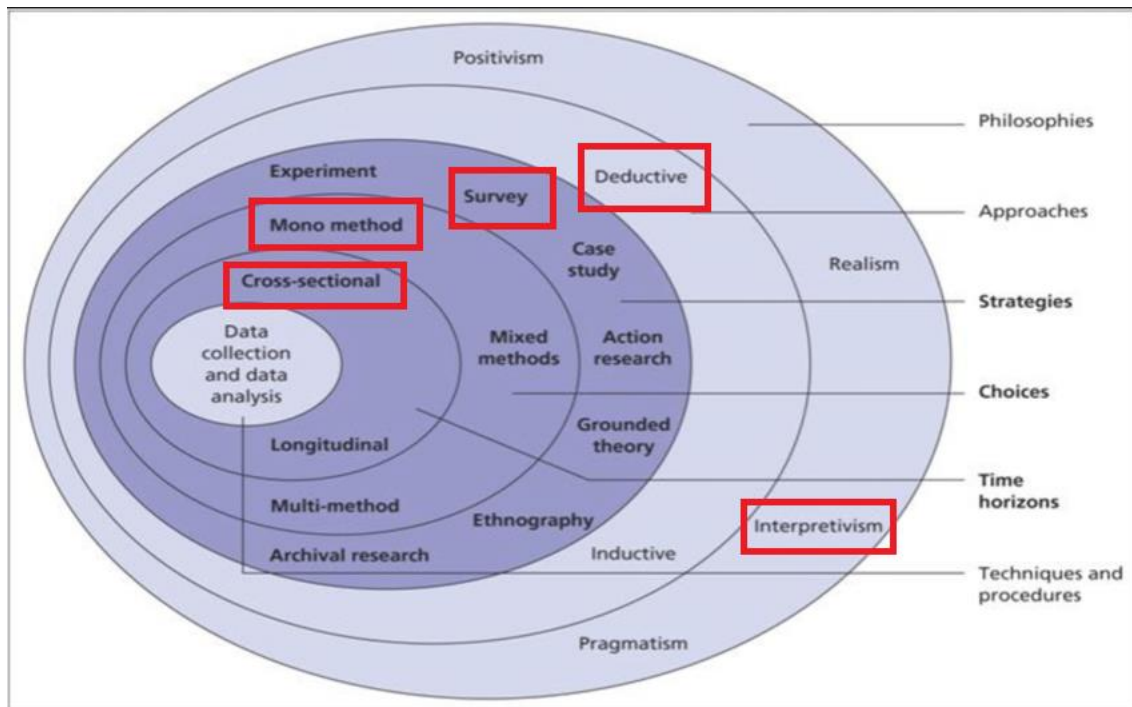 Positivism
Philosophies
Experiment
Survey
Deductive
Approaches
Mono method
Case
study
Realism
Cross-sectional
Strategies
Data
collection
and data
analysis
Mixed
methods
Action
research
Choices
Longitudinal
Grounded
theory
Time
horizons
Multi-method
Ethnography
Interpretivism
Archival research
Inductive
Techniques and
procedures
Pragmatism